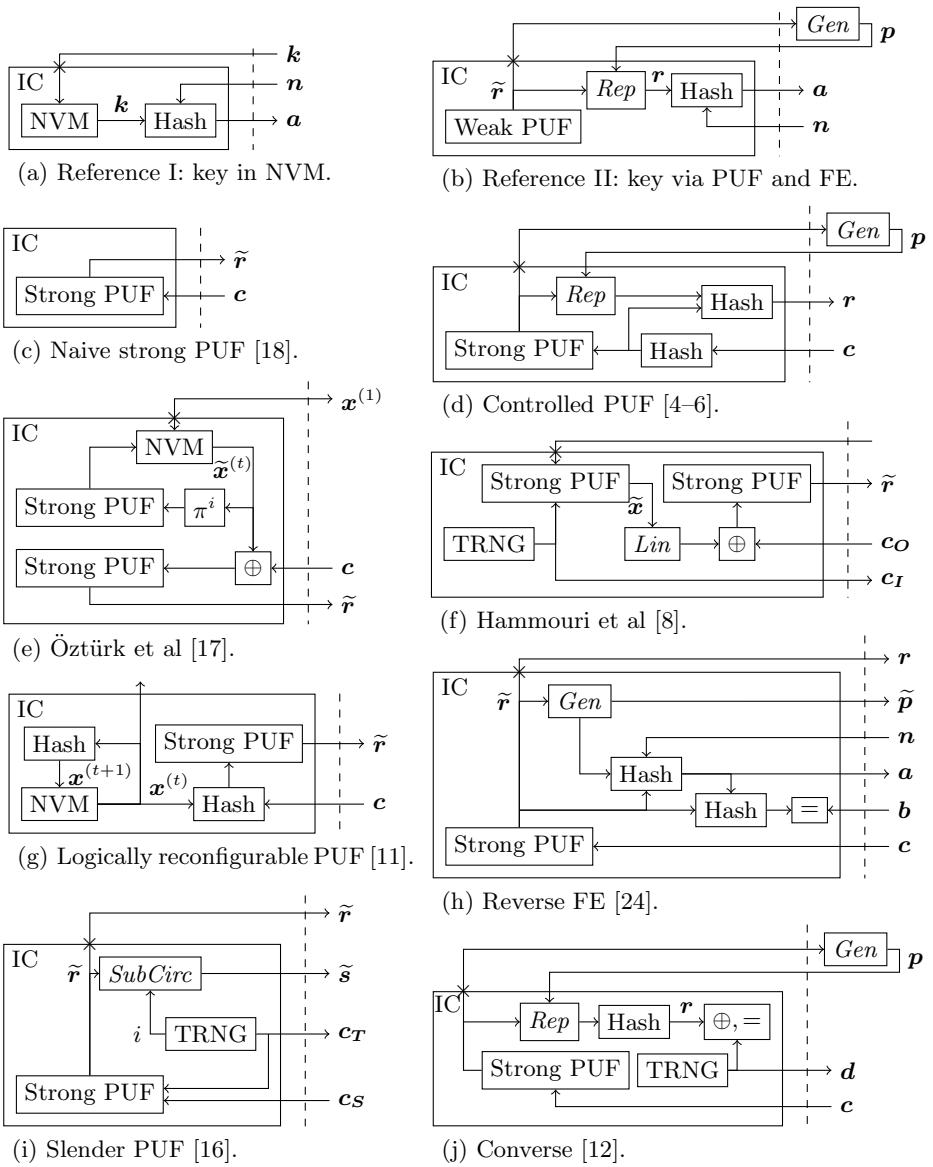 k
IC
n
k
NVM
Hash
a
(a) Reference I: key in NVM.
Gen
p
IC
r̃
Rep
r
Hash
a
Weak PUF
n
(b) Reference II: key via PUF and FE.
IC
r̃
Strong PUF
c
(c) Naive strong PUF [18].
Gen
p
IC
Rep
Hash
r
Strong PUF
Hash
c
(d) Controlled PUF [4–6].
x^(1)
IC
NVM
x̃^(t)
Strong PUF
π^i
Strong PUF
⊕
c
r̃
(e) Öztürk et al [17].
IC
Strong PUF
Strong PUF
r̃
x̃
TRNG
Lin
⊕
c_O
c_I
(f) Hammouri et al [8].
IC
Hash
Strong PUF
r̃
x^(t+1)
x^(t)
NVM
Hash
c
(g) Logically reconfigurable PUF [11].
r
IC
r̃
Gen
p̃
n
Hash
a
Hash
=
b
Strong PUF
c
(h) Reverse FE [24].
r̃
IC
r̃
SubCirc
s̃
i
TRNG
c_T
Strong PUF
c_S
(i) Slender PUF [16].
Gen
p
IC
Rep
Hash
r
⊕, =
Strong PUF
TRNG
d
c
(j) Converse [12].